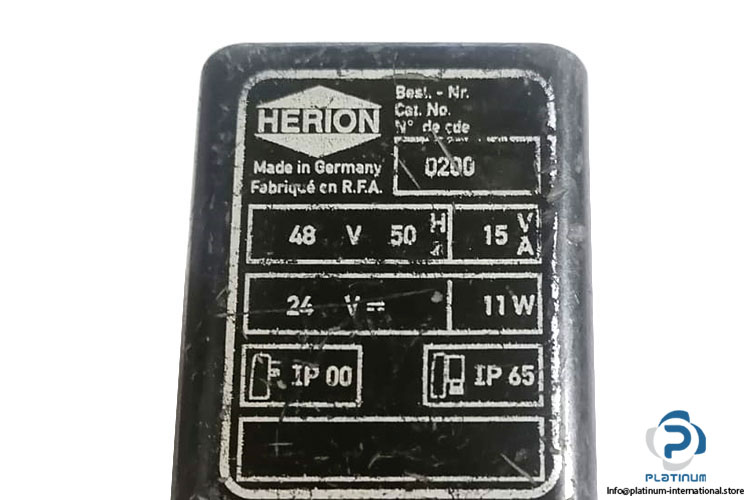 HERION
Best. - Nr.
Cat. No.
N° de cde
Made in Germany
Fabriqué en R.F.A.
0200
48 V 50 Hz 15 VA
24 V⎓ 11W
IP 00
IP 65
PLATINUM
Info@platinum-international.store